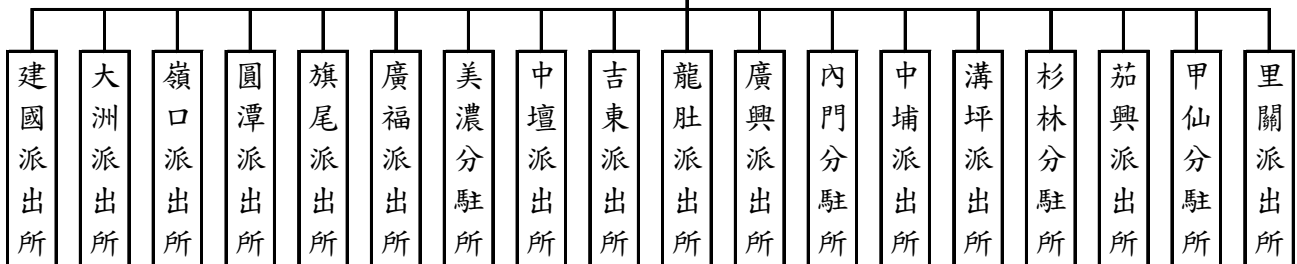 建國派出所
大洲派出所
嶺口派出所
圓潭派出所
旗尾派出所
廣福派出所
美濃分駐所
中壇派出所
吉東派出所
龍肚派出所
廣興派出所
內門分駐所
中埔派出所
溝坪派出所
杉林分駐所
茄興派出所
甲仙分駐所
里關派出所